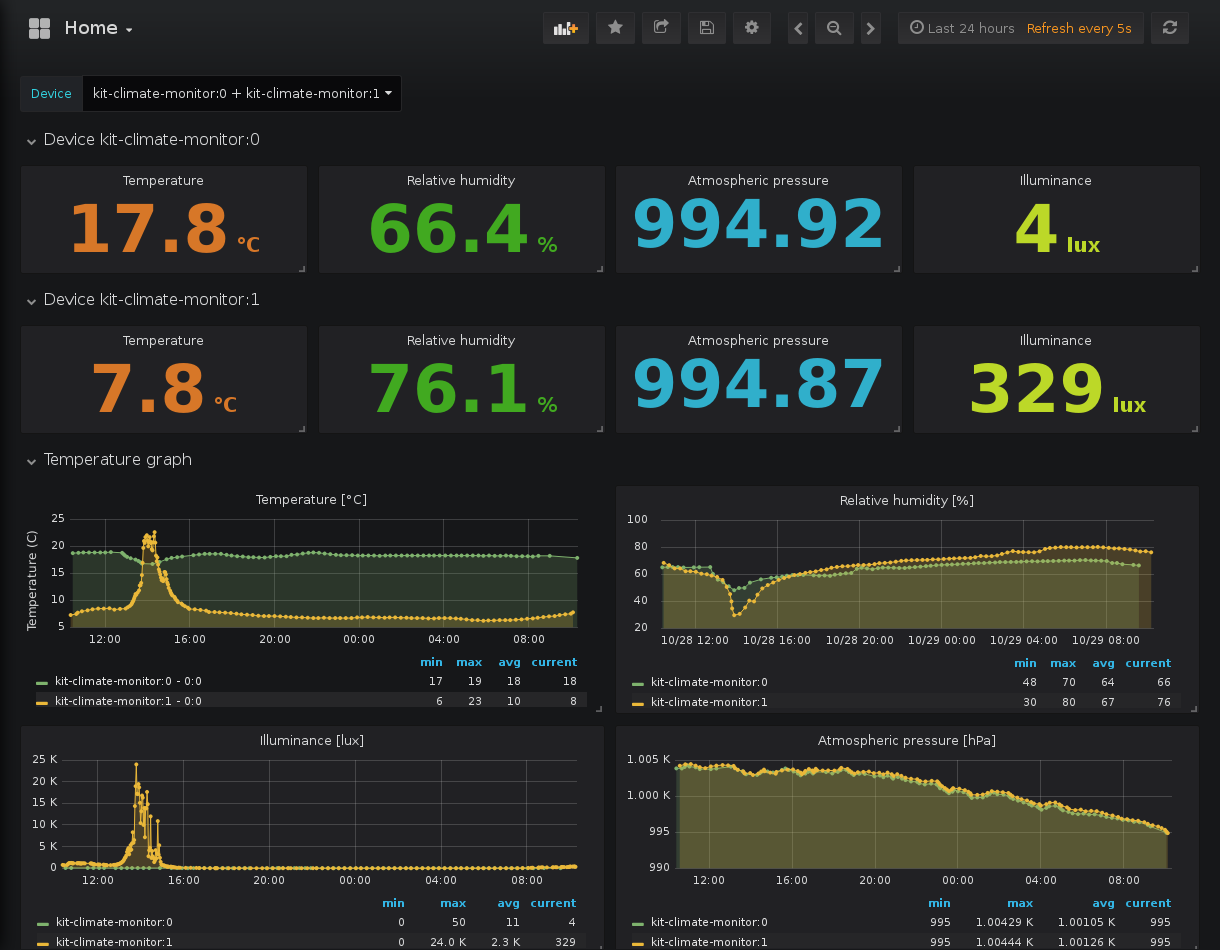 Home
Last 24 hours Refresh every 5s
Device kit-climate-monitor:0 + kit-climate-monitor:1
Device kit-climate-monitor:0
Temperature Relative humidity Atmospheric pressure Illuminance
17.8 °C 66.4 % 994.92 4 lux
Device kit-climate-monitor:1
Temperature Relative humidity Atmospheric pressure Illuminance
7.8 °C 76.1 % 994.87 329 lux
Temperature graph
Temperature [°C]
Temperature (C)
25
20
15
10
5
12:00 16:00 20:00 00:00 04:00 08:00
min max avg current
kit-climate-monitor:0 - 0:0 17 19 18 18
kit-climate-monitor:1 - 0:0 6 23 10 8
Relative humidity [%]
100
80
60
40
20
10/28 12:00 10/28 16:00 10/28 20:00 10/29 00:00 10/29 04:00 10/29 08:00
min max avg current
kit-climate-monitor:0 48 70 64 66
kit-climate-monitor:1 30 80 67 76
Illuminance [lux]
25 K
20 K
15 K
10 K
5 K
0
12:00 16:00 20:00 00:00 04:00 08:00
min max avg current
kit-climate-monitor:0 0 50 11 4
kit-climate-monitor:1 0 24.0 K 2.3 K 329
Atmospheric pressure [hPa]
1.005 K
1.000 K
995
990
12:00 16:00 20:00 00:00 04:00 08:00
min max avg current
kit-climate-monitor:0 995 1.00429 K 1.00105 K 995
kit-climate-monitor:1 995 1.00444 K 1.00126 K 995